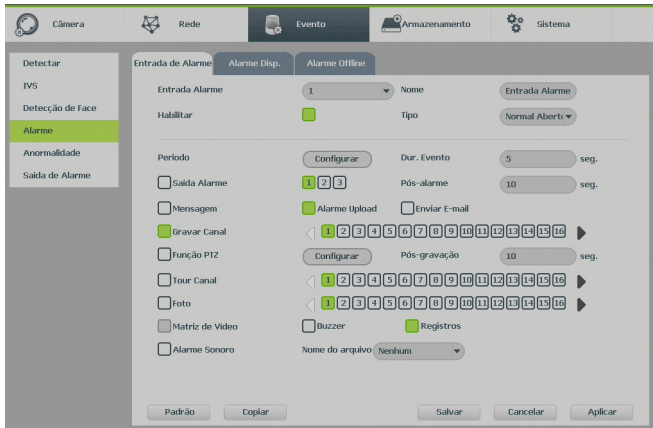 Câmera Rede Evento Armazenamento Sistema
Detectar
IVS
Detecção de Face
Alarme
Anormalidade
Saida de Alarme
Entrada de Alarme Alarme Disp. Alarme Offline
Entrada Alarme 1 Nome Entrada Alarme
Habilitar Tipo Normal Aberto
Período Configurar Dur. Evento 5 seg.
Saida Alarme 1 2 3 Pós-alarme 10 seg.
Mensagem Alarme Upload Enviar E-mail
Gravar Canal 1 2 3 4 5 6 7 8 9 10 11 12 13 14 15 16
Função PTZ Configurar Pós-gravação 10 seg.
Tour Canal 1 2 3 4 5 6 7 8 9 10 11 12 13 14 15 16
Foto 1 2 3 4 5 6 7 8 9 10 11 12 13 14 15 16
Matriz de Video Buzzer Registros
Alarme Sonoro Nome do arquivo Nenhum
Padrão Copiar Salvar Cancelar Aplicar